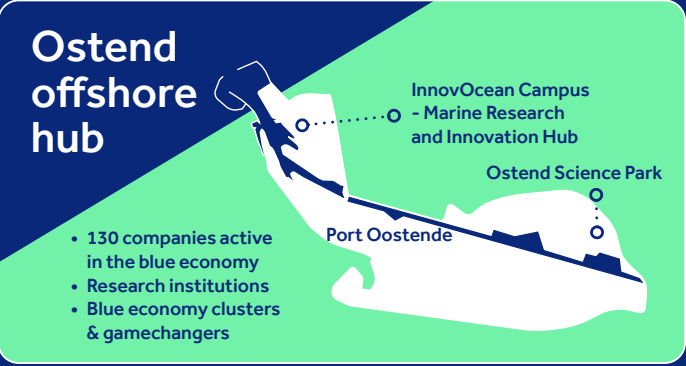 Ostend
offshore
hub
InnovOcean Campus
- Marine Research
and Innovation Hub
Ostend Science Park
Port Oostende
• 130 companies active
in the blue economy
• Research institutions
• Blue economy clusters
& gamechangers